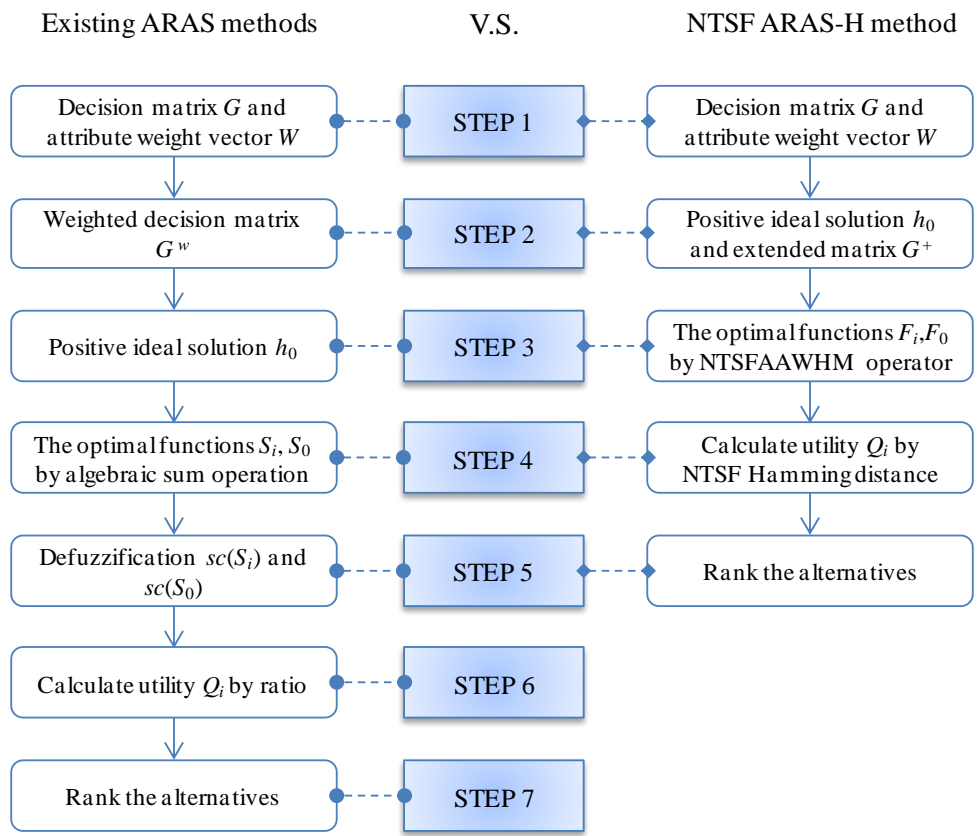 Existing ARAS methods
V.S.
NTSF ARAS-H method
Decision matrix G and
attribute weight vector W
STEP 1
Decision matrix G and
attribute weight vector W
Weighted decision matrix
G^w
STEP 2
Positive ideal solution h₀
and extended matrix G⁺
Positive ideal solution h₀
STEP 3
The optimal functions Fᵢ,F₀
by NTSFAAWHM operator
The optimal functions Sᵢ, S₀
by algebraic sum operation
STEP 4
Calculate utility Qᵢ by
NTSF Hamming distance
Defuzzification sc(Sᵢ) and
sc(S₀)
STEP 5
Rank the alternatives
Calculate utility Qᵢ by ratio
STEP 6
Rank the alternatives
STEP 7